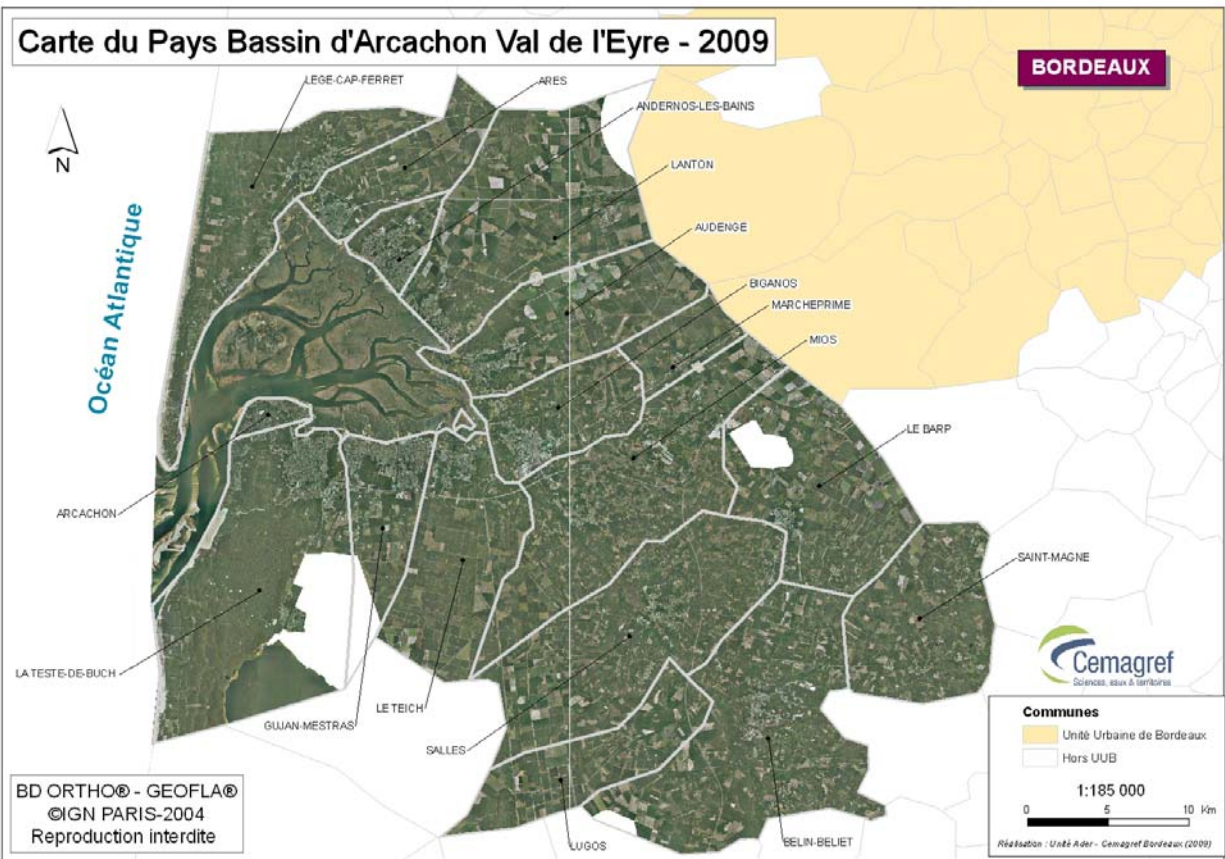 Carte du Pays Bassin d'Arcachon Val de l'Eyre - 2009
BORDEAUX
LEGE-CAP-FERRET
ARES
ANDERNOS-LES-BAINS
N
LANTON
Océan Atlantique
AUDENGE
BIGANOS
MARCHEPRIME
MIOS
LE BARP
ARCACHON
SAINT-MAGNE
LA TESTE-DE-BUCH
GUJAN-MESTRAS
LE TEICH
SALLES
LUGOS
BELIN-BELIET
Cemagref
Sciences, eaux & territoires
Communes
Unité Urbaine de Bordeaux
Hors UUB
1:185 000
0 5 10 Km
Réalisation : Unité Ader - Cemagref Bordeaux (2009)
BD ORTHO® - GEOFLA®
©IGN PARIS-2004
Reproduction interdite